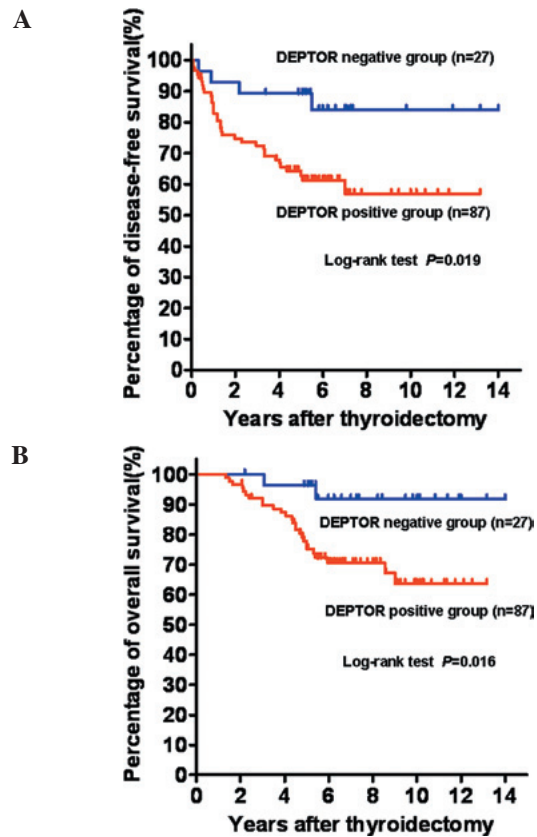 A
Percentage of disease-free survival(%)
100
90
80
70
60
50
40
30
20
10
0
DEPTOR negative group (n=27)
DEPTOR positive group (n=87)
Log-rank test P=0.019
0 2 4 6 8 10 12 14
Years after thyroidectomy
B
Percentage of overall survival(%)
100
90
80
70
60
50
40
30
20
10
0
DEPTOR negative group (n=27)
DEPTOR positive group (n=87)
Log-rank test P=0.016
0 2 4 6 8 10 12 14
Years after thyroidectomy